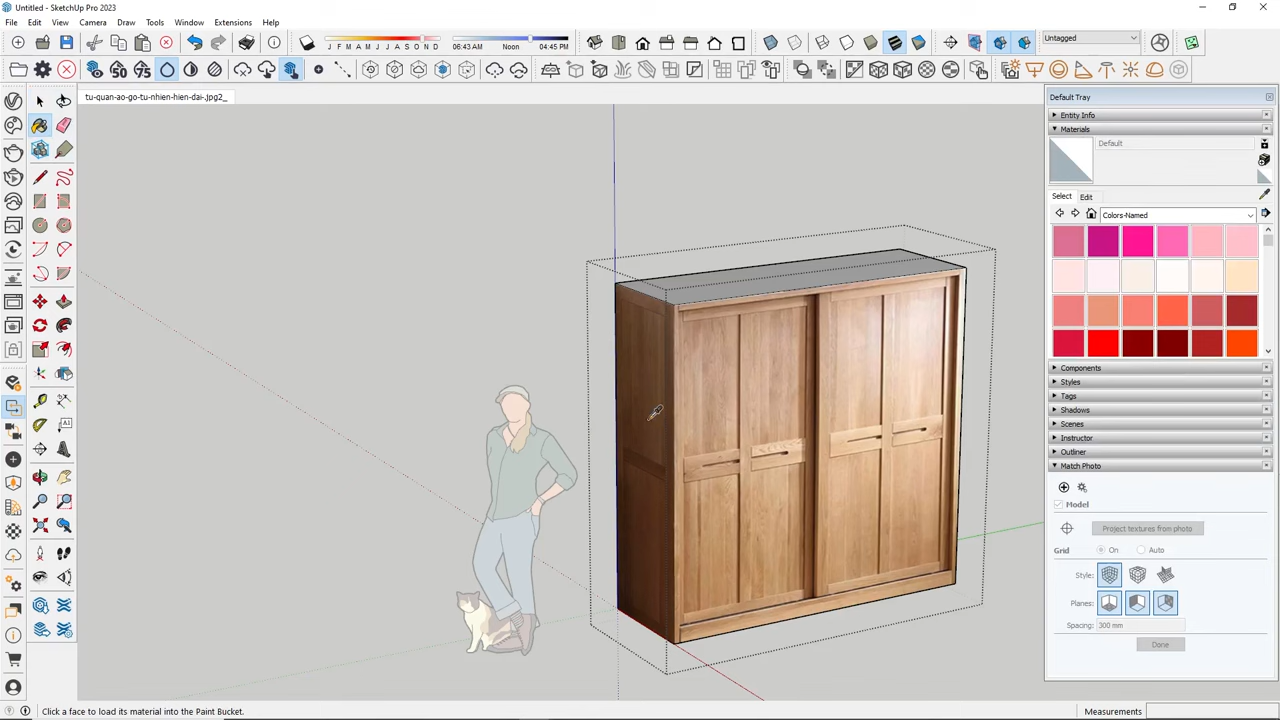 Untitled - SketchUp Pro 2023
File Edit View Camera Draw Tools Window Extensions Help
J F M A M J J A S O N D 06:43 AM Noon 04:45 PM
Untagged
50 75
tu-quan-ao-go-tu-nhien-hien-dai-.jpg2_
Default Tray
Entity Info
Materials
Default
Select Edit
Colors-Named
Components
Styles
Tags
Shadows
Scenes
Instructor
Outliner
Match Photo
Model
Project textures from photo
Grid On Auto
Style:
Planes:
Spacing: 300 mm
Done
Click a face to load its material into the Paint Bucket.
Measurements